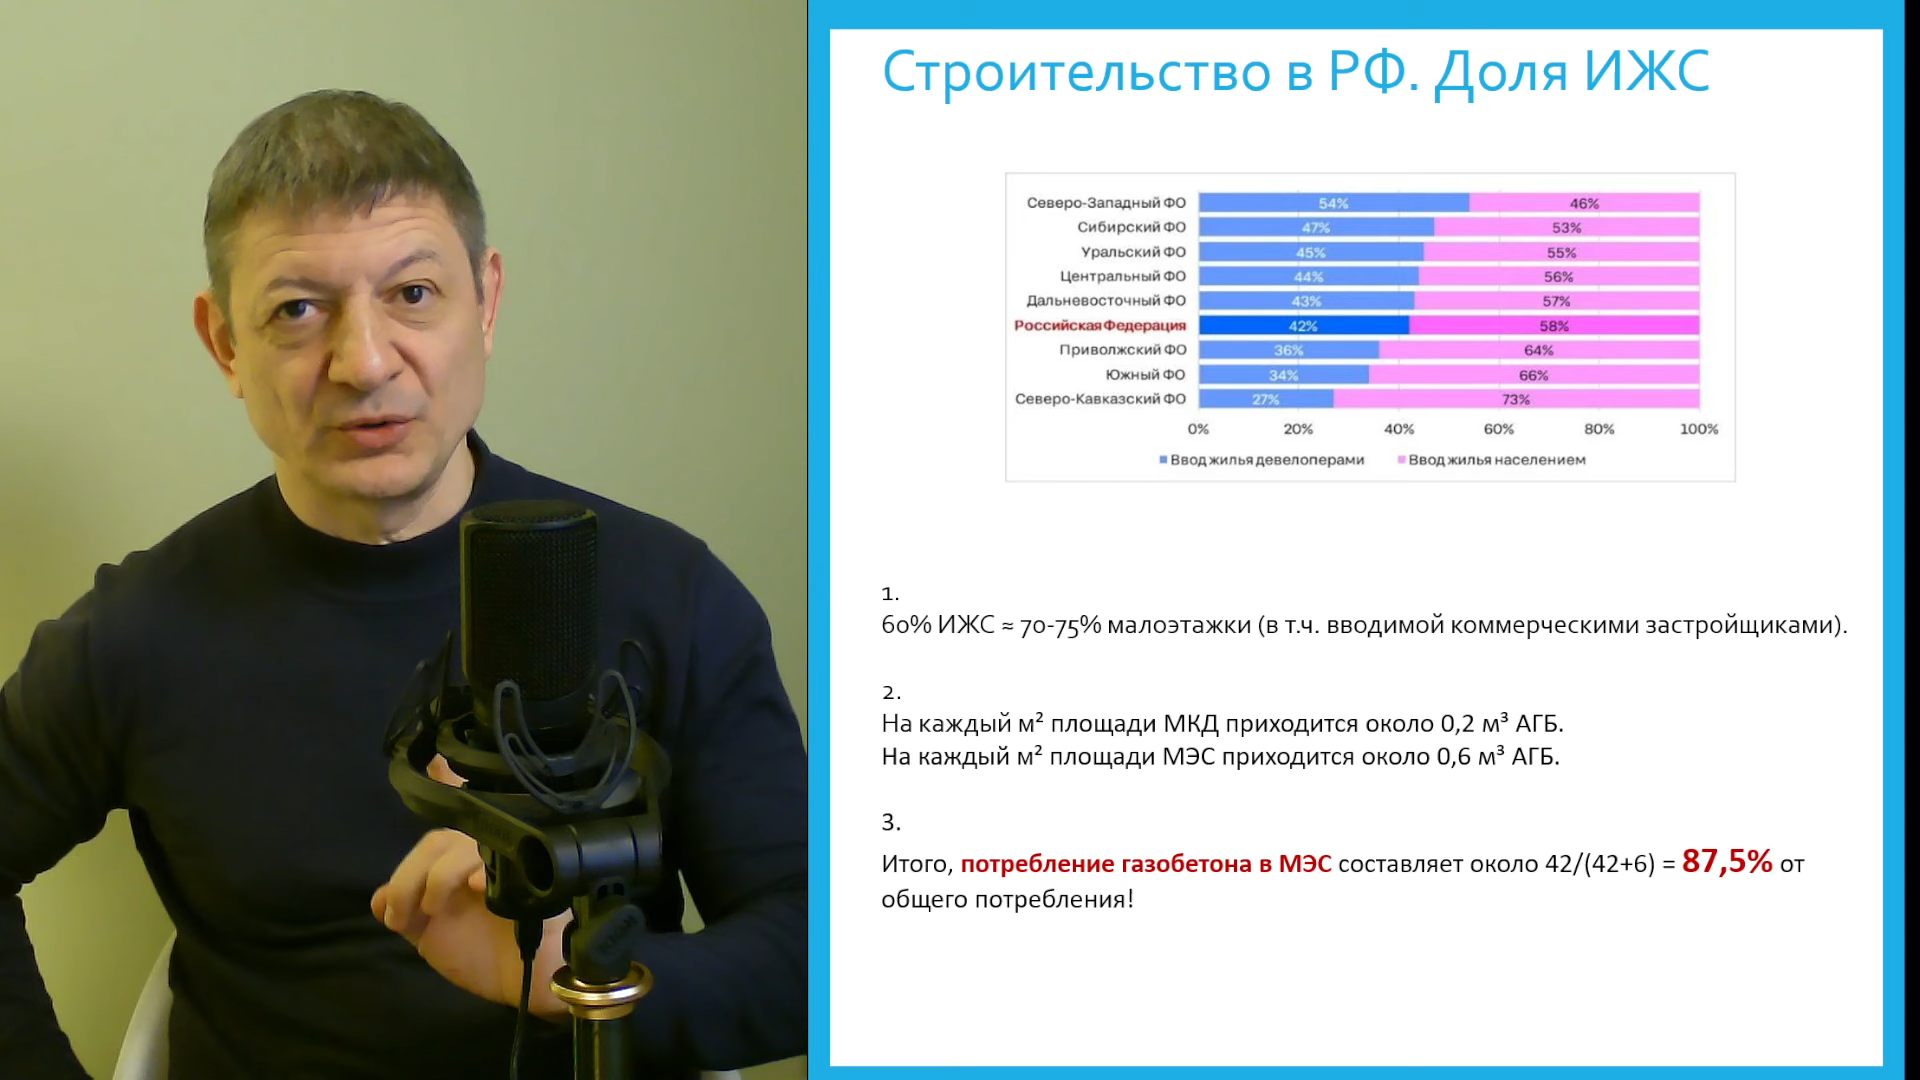 Строительство в РФ. Доля ИЖС
Северо-Западный ФО 54% 46%
Сибирский ФО 47% 53%
Уральский ФО 45% 55%
Центральный ФО 44% 56%
Дальневосточный ФО 43% 57%
Российская Федерация 42% 58%
Приволжский ФО 36% 64%
Южный ФО 34% 66%
Северо-Кавказский ФО 27% 73%
0% 20% 40% 60% 80% 100%
Ввод жилья девелоперами Ввод жилья населением
1.
60% ИЖС ≈ 70-75% малоэтажки (в т.ч. вводимой коммерческими застройщиками).
2.
На каждый м² площади МКД приходится около 0,2 м³ АГБ.
На каждый м² площади МЭС приходится около 0,6 м³ АГБ.
3.
Итого, потребление газобетона в МЭС составляет около 42/(42+6) = 87,5% от
общего потребления!